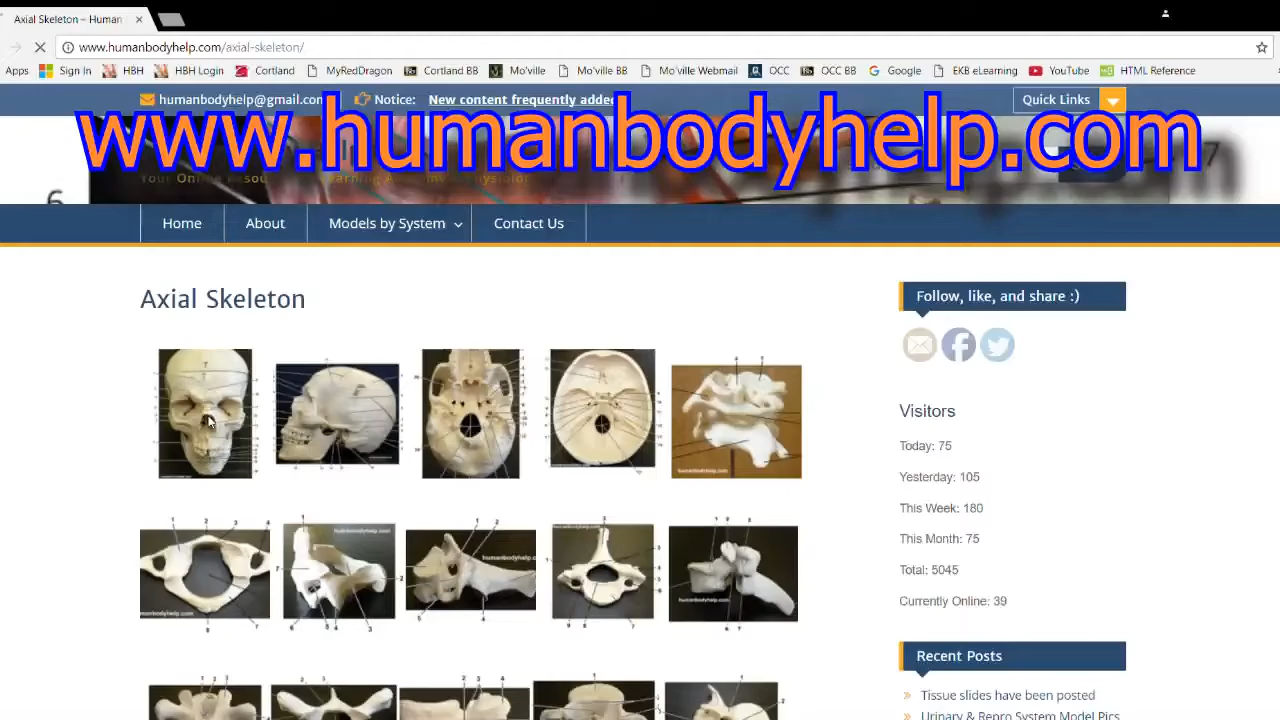 Axial Skeleton – Human
www.humanbodyhelp.com/axial-skeleton/
Apps Sign In HBH HBH Login Cortland MyRedDragon Cortland BB Mo'ville Mo'ville BB Mo'ville Webmail OCC OCC BB Google EKB eLearning YouTube HTML Reference
humanbodyhelp@gmail.com Notice: New content frequently added Quick Links
www.humanbodyhelp.com
Your Online
Home About Models by System Contact Us
Axial Skeleton
Follow, like, and share :)
Visitors
Today: 75
Yesterday: 105
This Week: 180
This Month: 75
Total: 5045
Currently Online: 39
Recent Posts
Tissue slides have been posted
Urinary & Repro System Model Pics